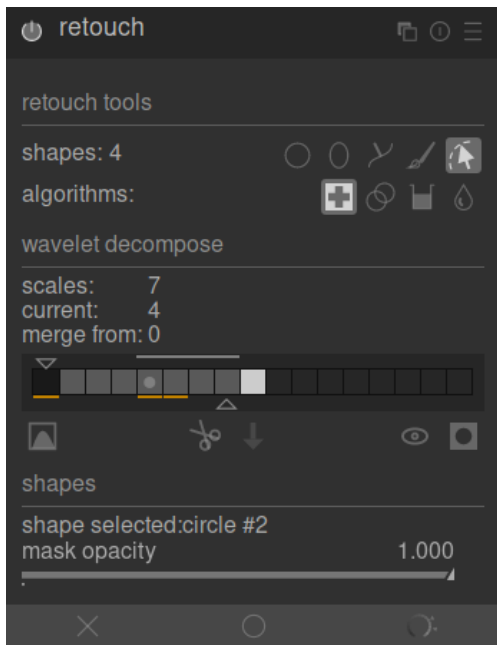 retouch
retouch tools
shapes: 4
algorithms:
wavelet decompose
scales: 7
current: 4
merge from: 0
shapes
shape selected:circle #2
mask opacity 1.000